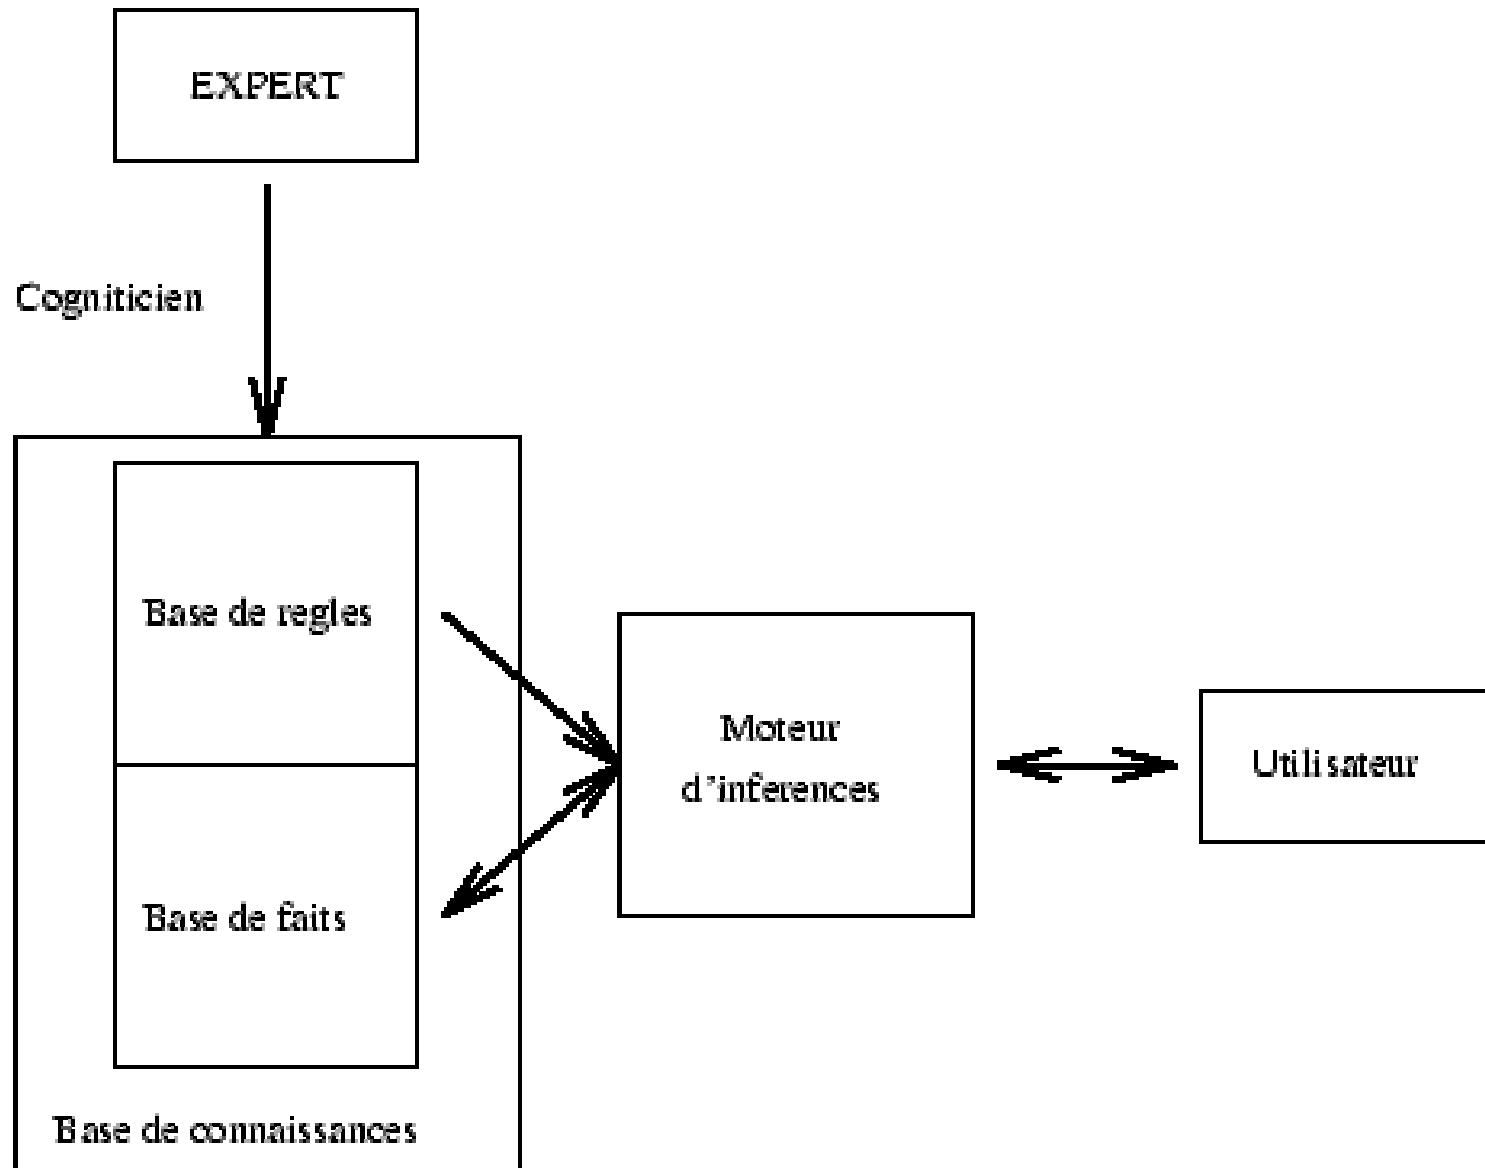 EXPERT
Cogniticien
Base de regles
Moteur
d'inferences
Utilisateur
Base de faits
Base de connaissances